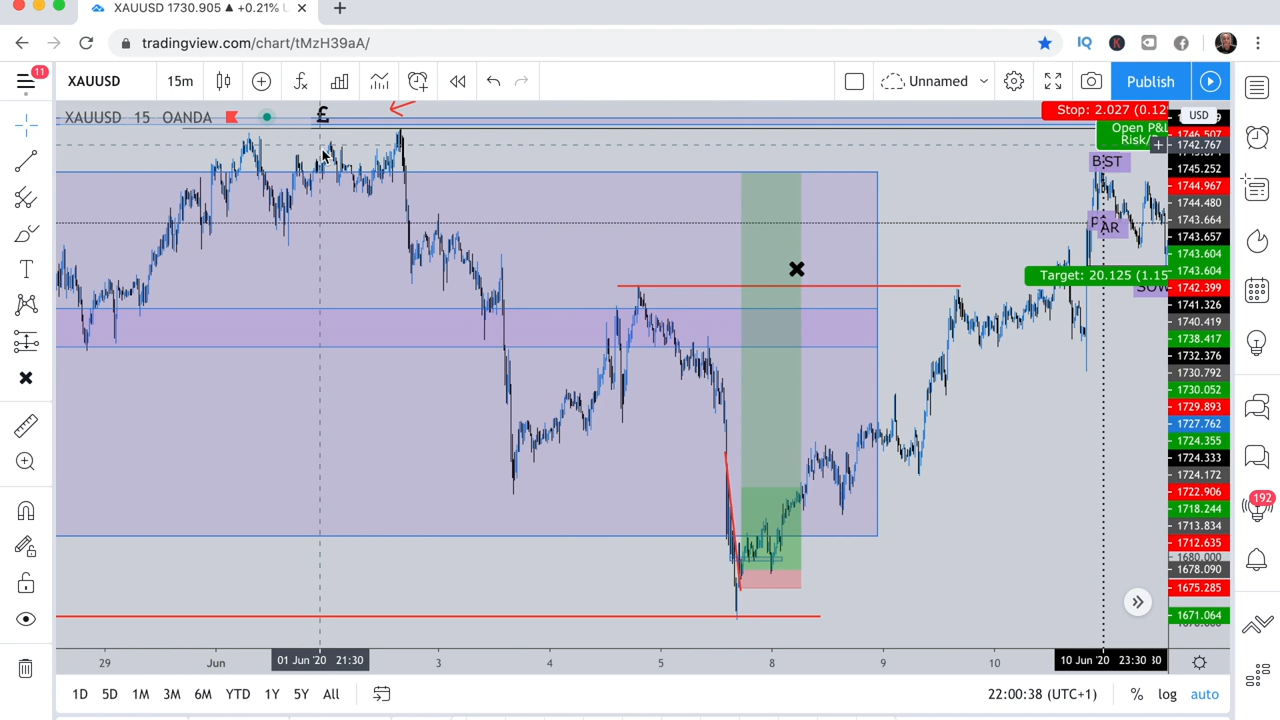 XAUUSD 1730.905 ▲ +0.21%
tradingview.com/chart/tMzH39aA/
IQ
K
11
XAUUSD
15m
Unnamed
Publish
XAUUSD 15 OANDA
£
Stop: 2.027 (0.12
USD
Open P&L
Risk/
1746.507
1742.767
BST
1745.252
1744.967
1744.480
1743.664
AR
1743.657
1743.604
1743.604
Target: 20.125 (1.15
SOW
1742.399
1741.326
1740.419
1738.417
1732.376
1730.792
1730.052
1729.893
1727.762
1724.355
1724.333
1724.172
1722.906
1718.244
1713.834
1712.635
1680.000
1678.090
1675.285
1671.064
192
29
Jun
01 Jun '20 21:30
3
4
5
8
9
10
10 Jun '20 23:30
1D 5D 1M 3M 6M YTD 1Y 5Y All
22:00:38 (UTC+1)
% log auto